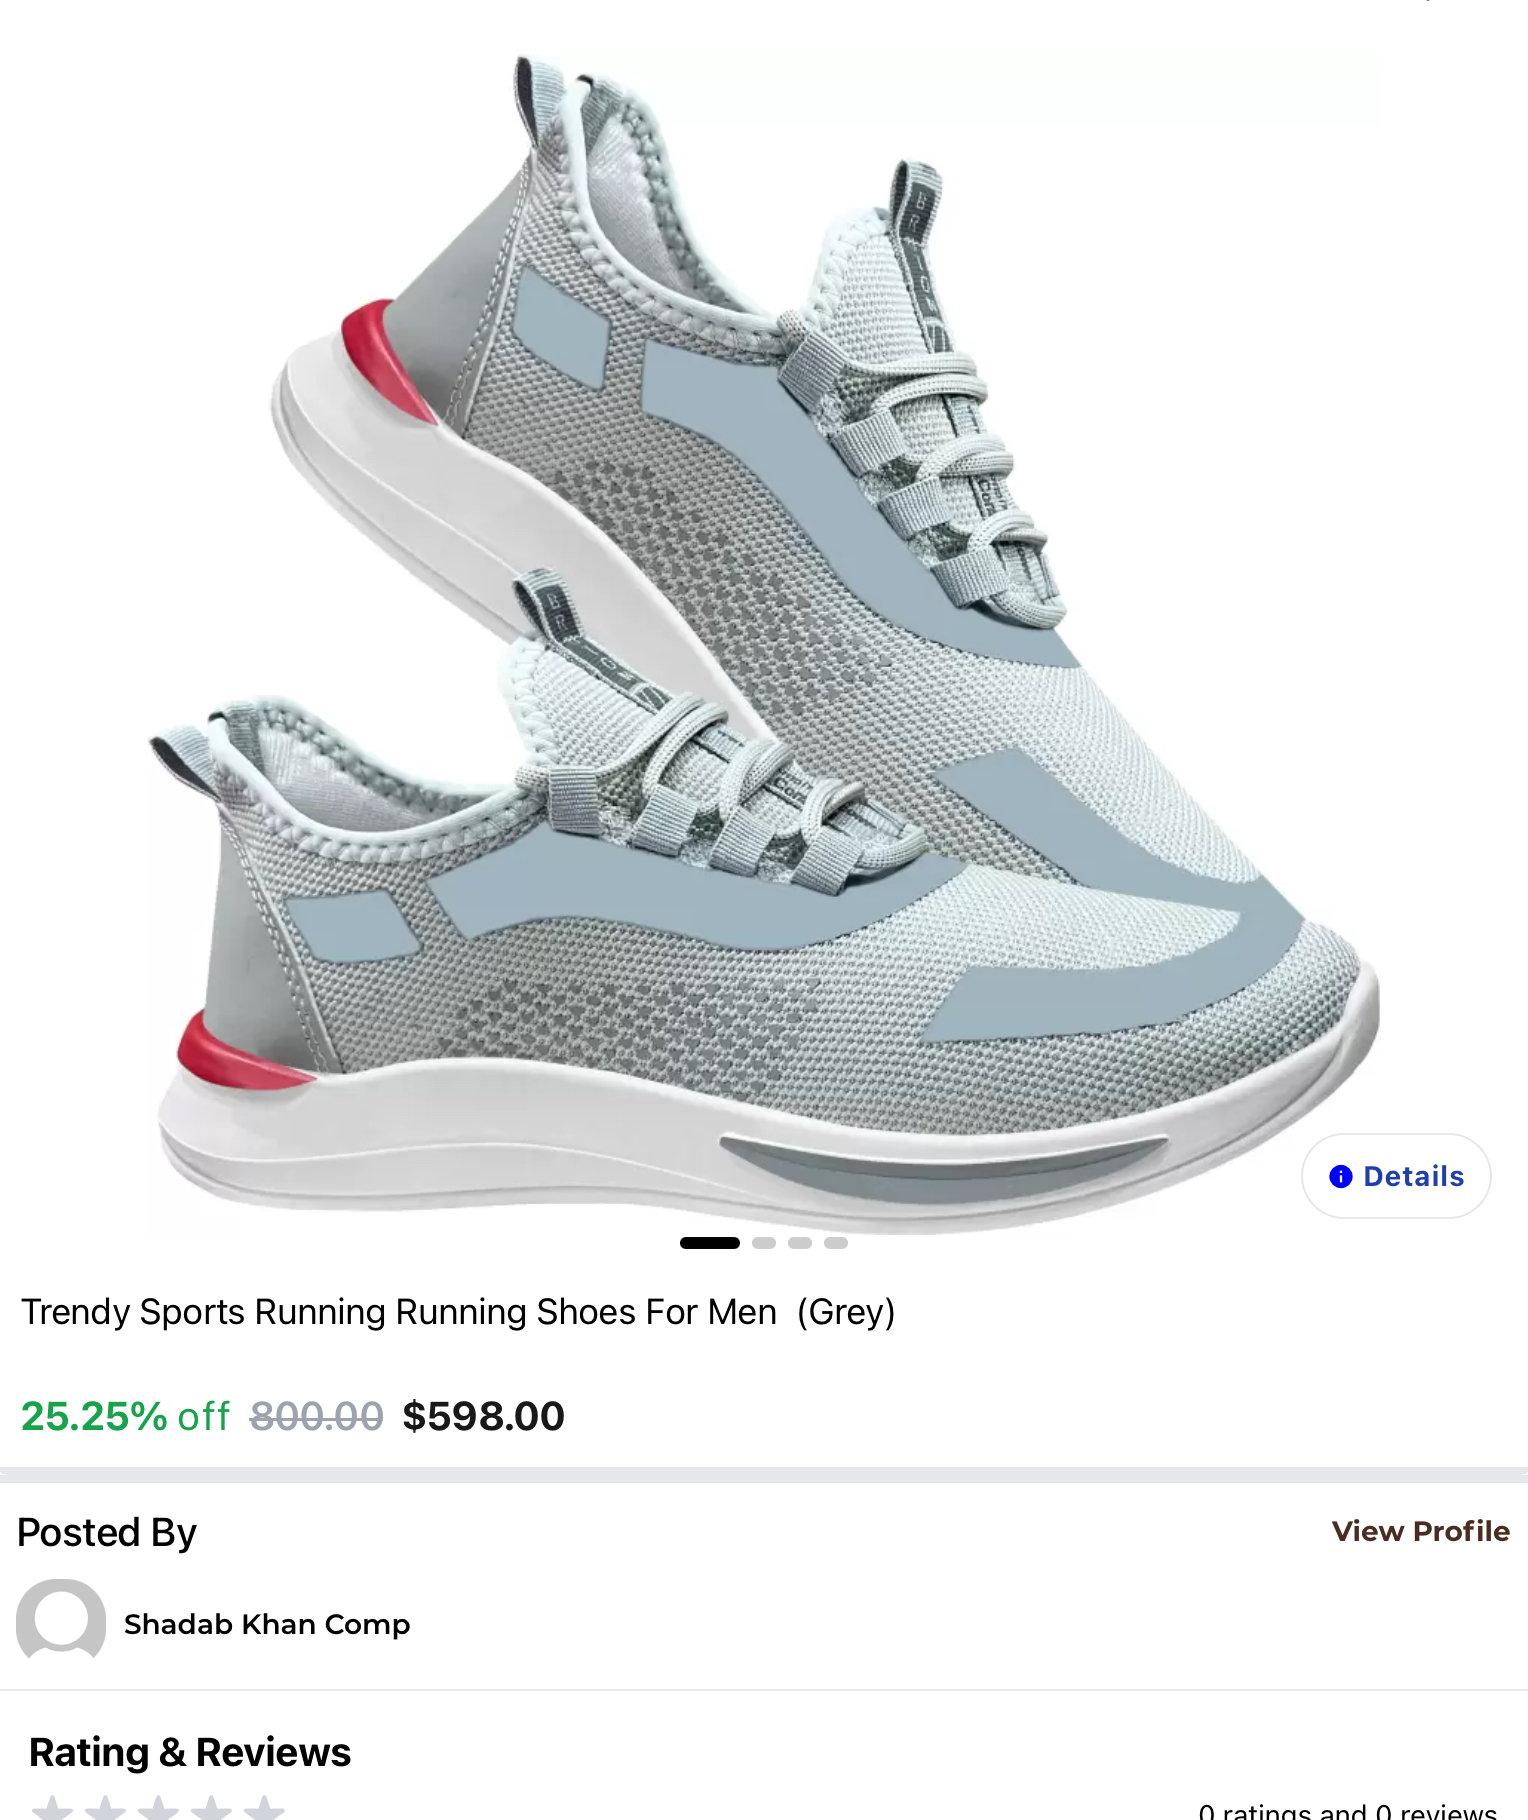 Details
Trendy Sports Running Running Shoes For Men (Grey)
25.25% off 800.00 $598.00
Posted By
View Profile
Shadab Khan Comp
Rating & Reviews
0 ratings and 0 reviews